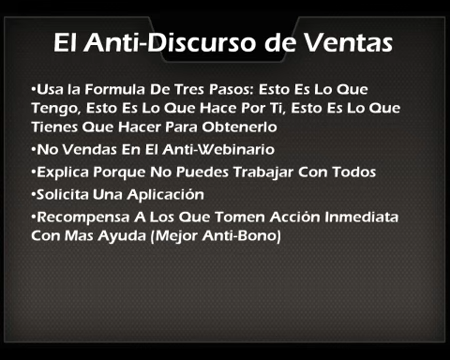 El Anti-Discurso de Ventas
•Usa la Formula De Tres Pasos: Esto Es Lo Que
Tengo, Esto Es Lo Que Hace Por Ti, Esto Es Lo Que
Tienes Que Hacer Para Obtenerlo
•No Vendas En El Anti-Webinario
•Explica Porque No Puedes Trabajar Con Todos
•Solicita Una Aplicación
•Recompensa A Los Que Tomen Acción Inmediata
Con Mas Ayuda (Mejor Anti-Bono)